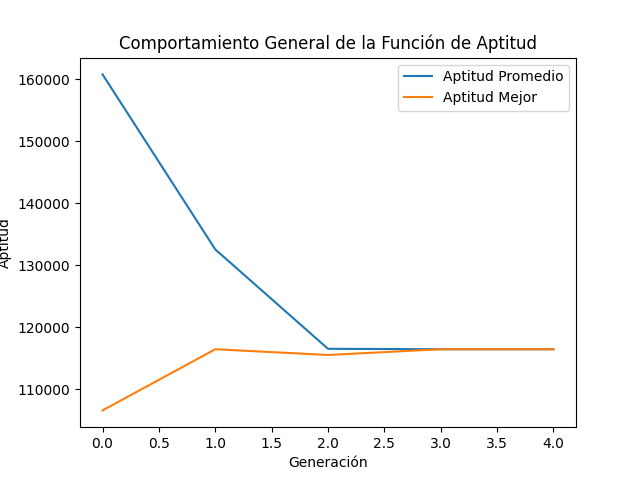 Comportamiento General de la Función de Aptitud
Aptitud Promedio
Aptitud Mejor
160000
150000
140000
130000
120000
110000
Aptitud
0.0 0.5 1.0 1.5 2.0 2.5 3.0 3.5 4.0
Generación